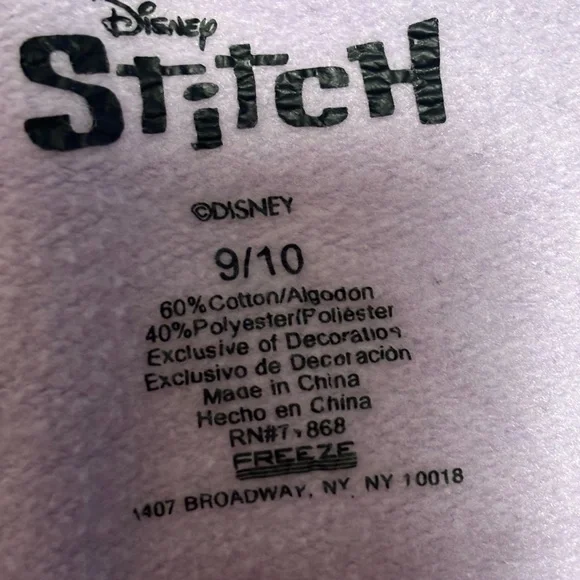 Disney
Stitch
©DISNEY
9/10
60%Cotton/Algodon
40%Polyester/Poliéster
Exclusive of Decoration
Exclusivo de Decoración
Made in China
Hecho en China
FREEZE
1407 BROADWAY, NY, NY 10018